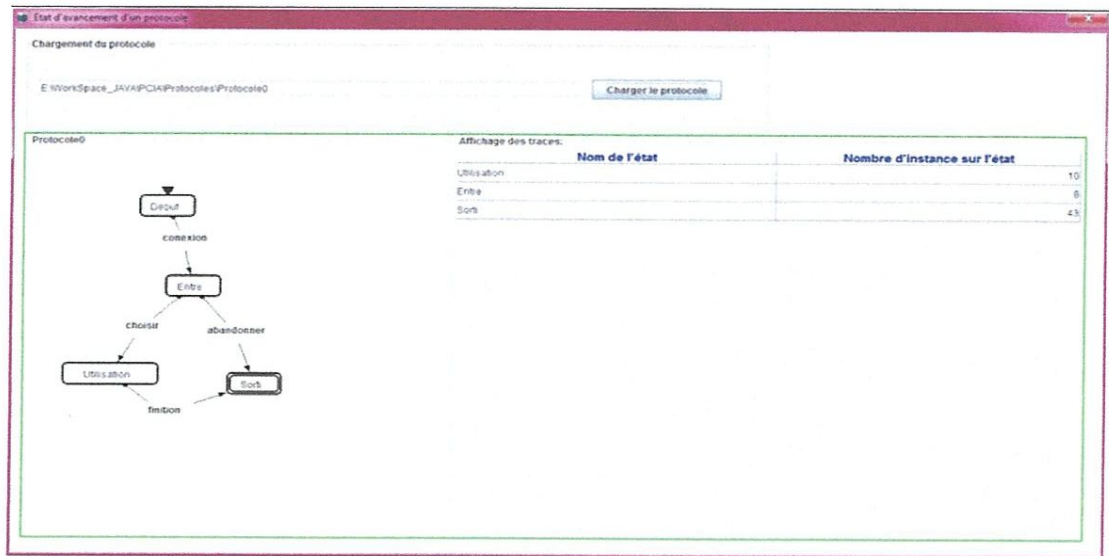 Etat d'avancement d'un protocole
Chargement du protocole
E:\WorkSpace_JAVA\PCIA\Protocoles\Protocole0
Charger le protocole
Protocole0
Affichage des traces:
Nom de l'état Nombre d'instance sur l'état
Utilisation 10
Entre 6
Sorti 43
Debut
conexion
Entre
choisir
abandonner
Utilisation
Sorti
finition